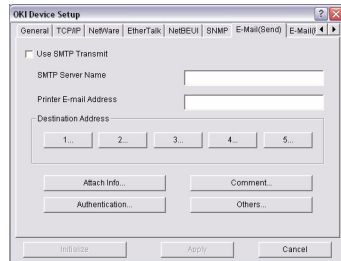 OKI Device Setup
General TCP/IP NetWare EtherTalk NetBEUI SNMP E-Mail(Send) E-Mail(
Use SMTP Transmit
SMTP Server Name
Printer E-mail Address
Destination Address
1... 2... 3... 4... 5...
Attach Info... Comment...
Authentication... Others...
Initialize Apply Cancel